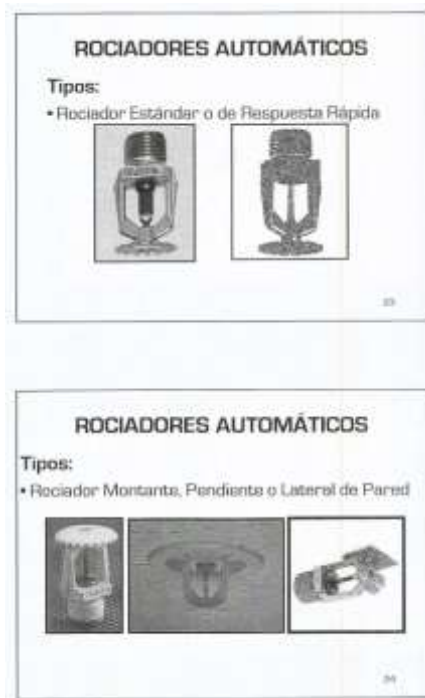 ROCIADORES AUTOMÁTICOS
Tipos:
• Rociador Estándar o de Respuesta Rápida
ROCIADORES AUTOMÁTICOS
Tipos:
• Rociador Montante, Pendiente o Lateral de Pared